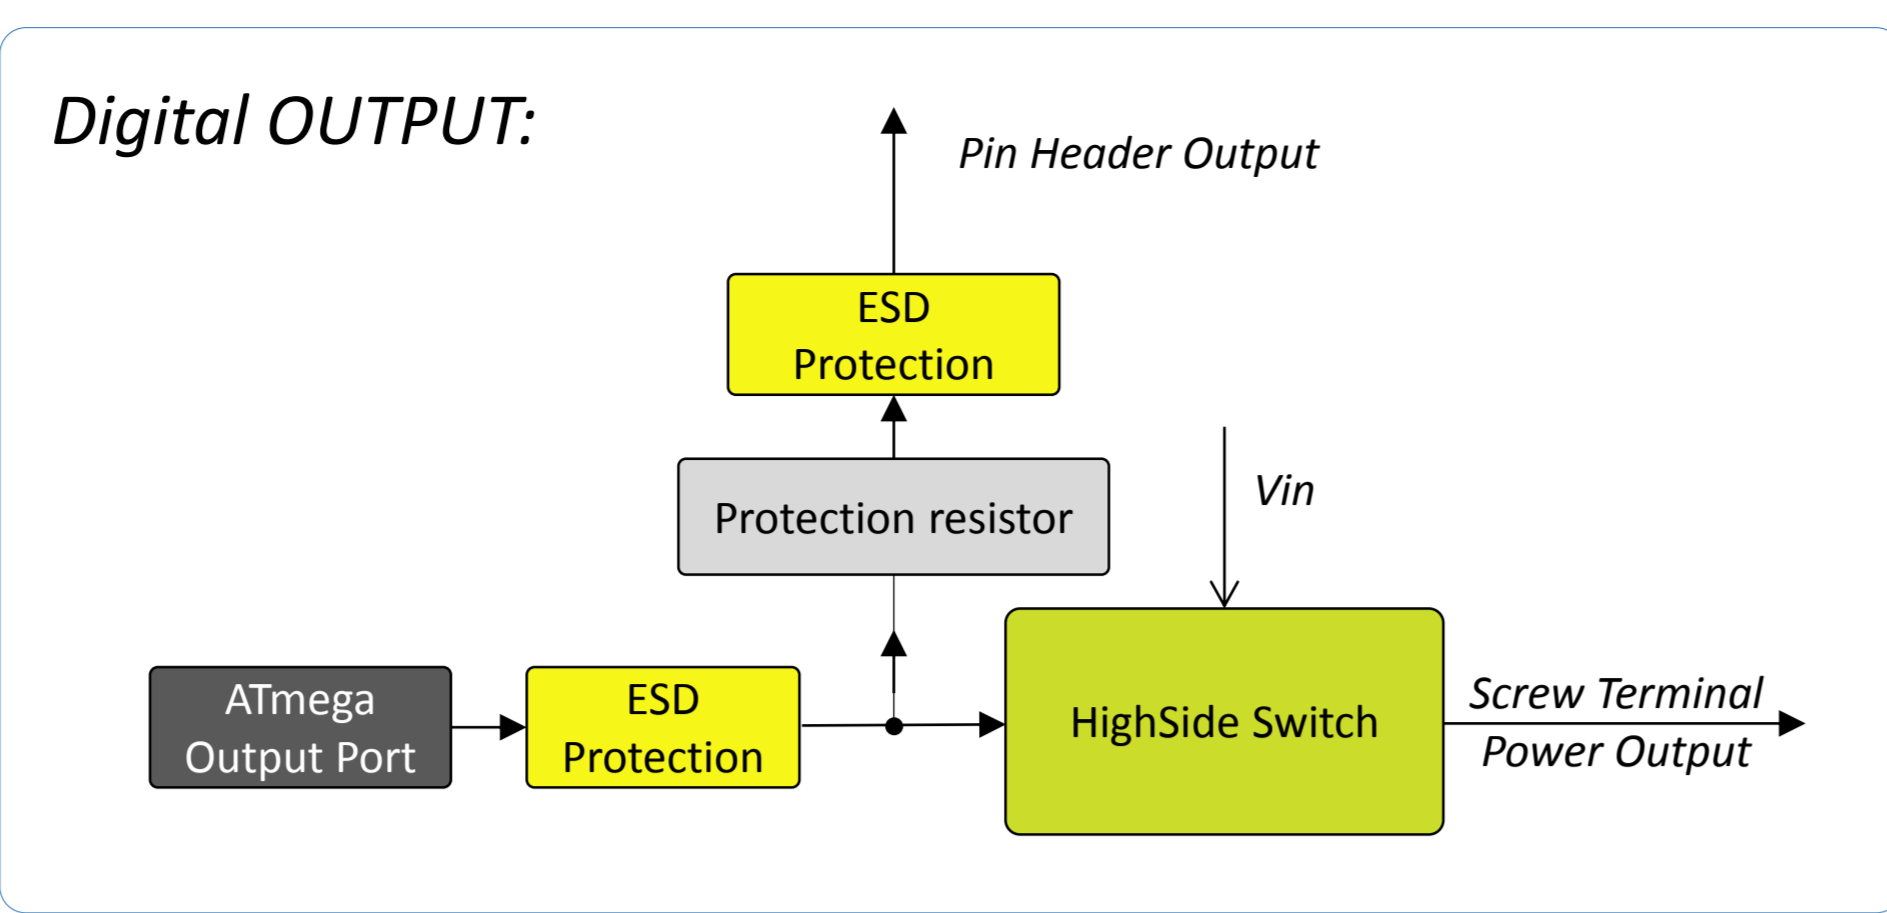 Digital OUTPUT:
Pin Header Output
ESD
Protection
Protection resistor
Vin
ATmega
Output Port
ESD
Protection
HighSide Switch
Screw Terminal
Power Output